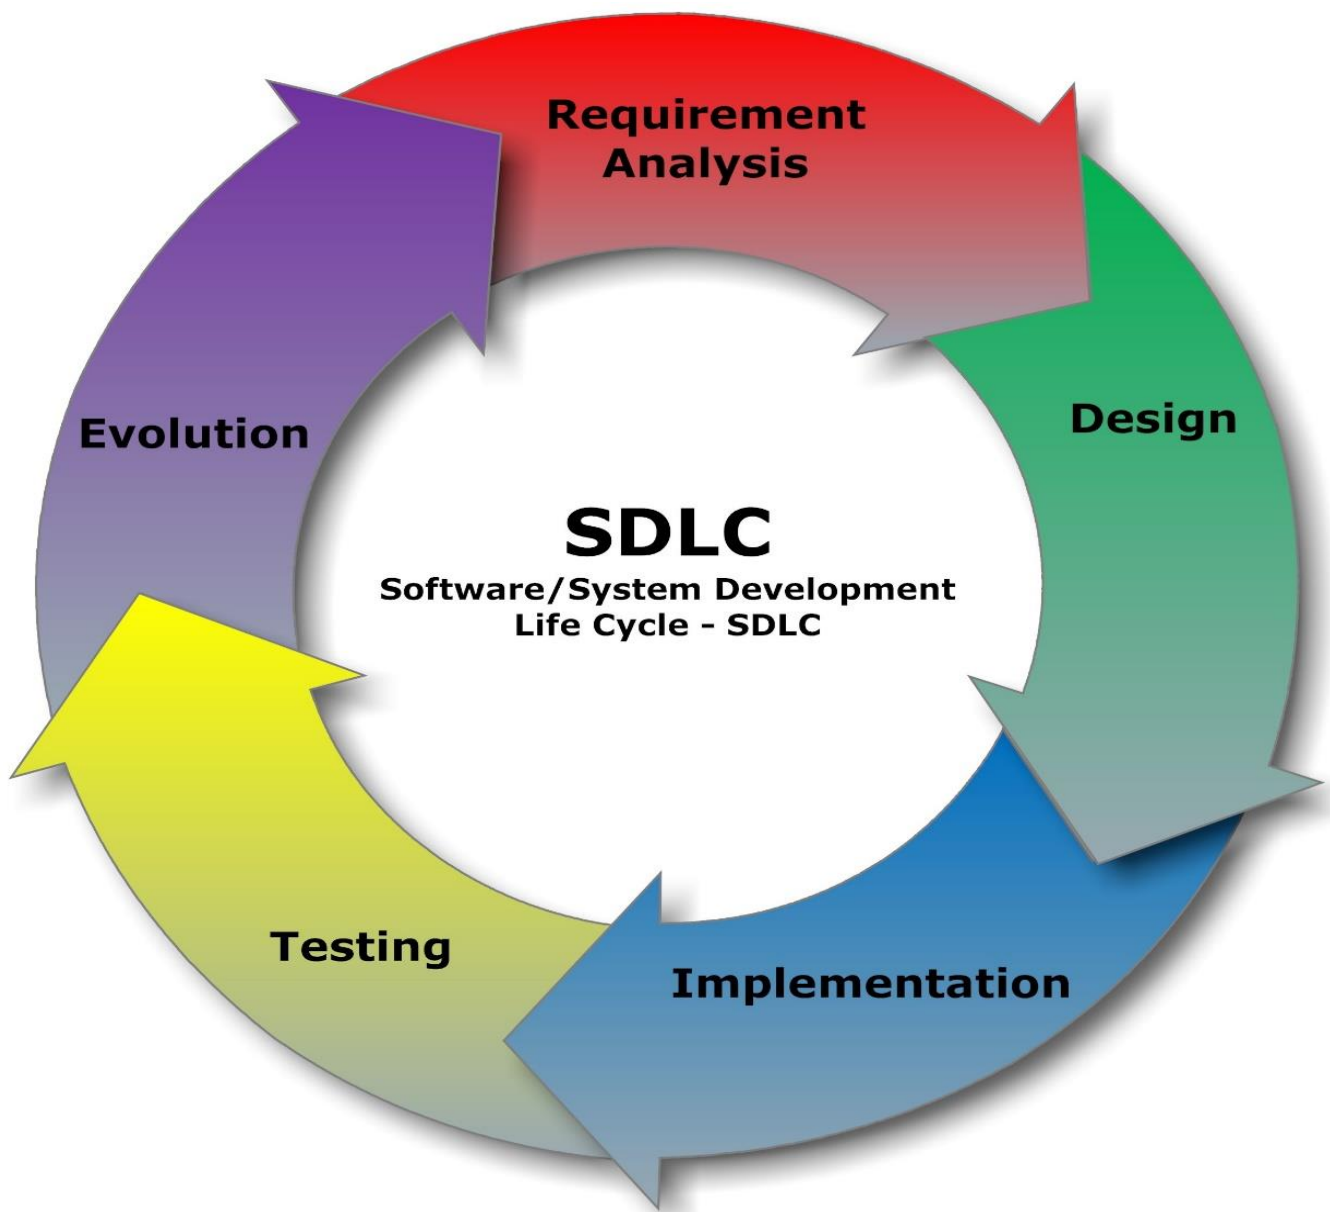 Requirement
Analysis
Design
Implementation
Testing
Evolution
SDLC
Software/System Development
Life Cycle - SDLC